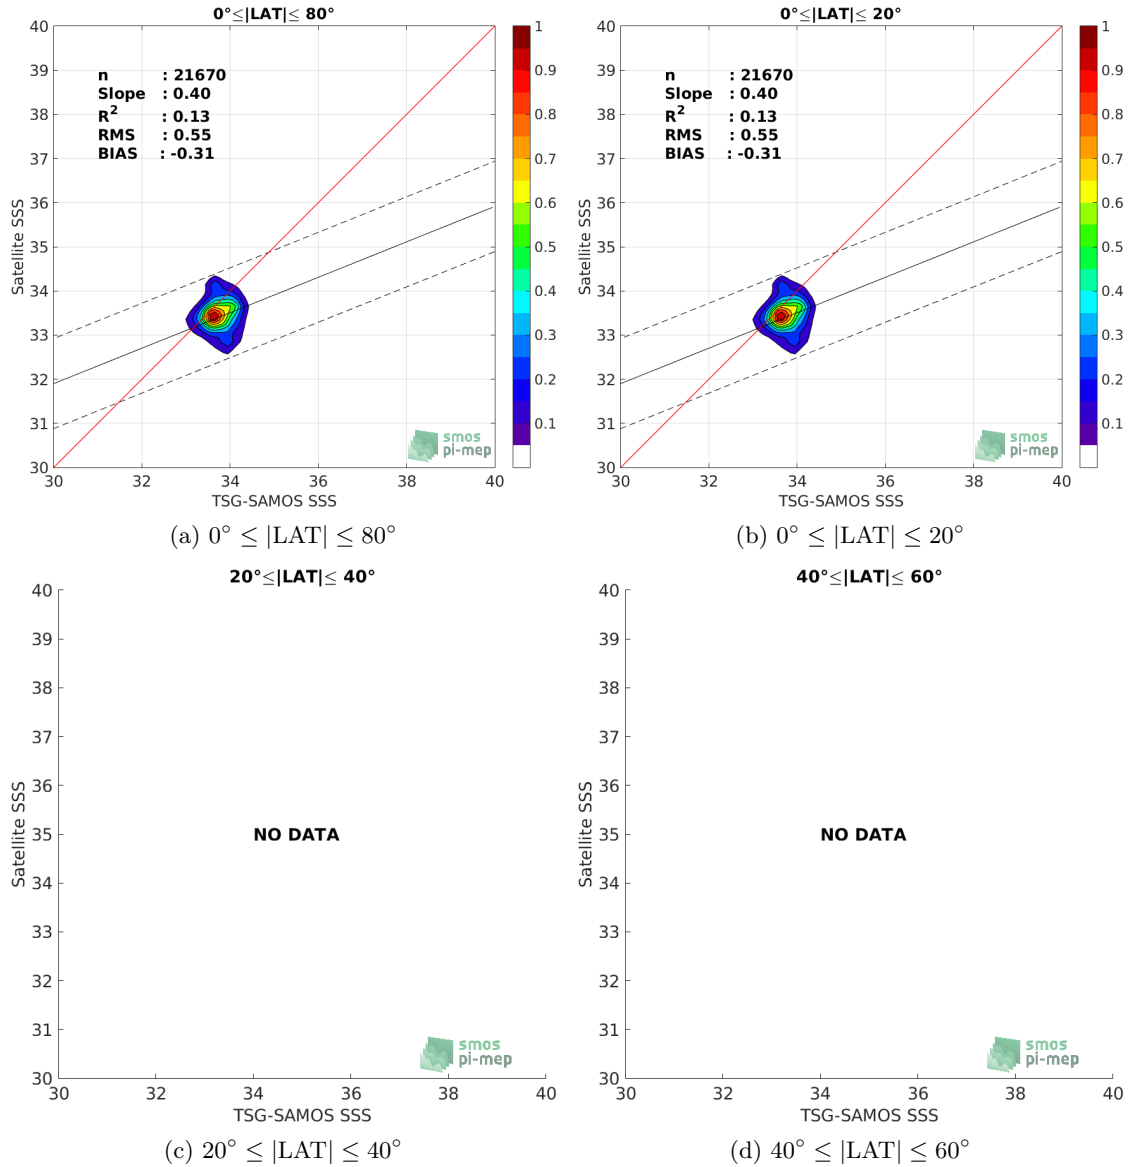 0°≤|LAT|≤ 80°
n : 21670
Slope : 0.40
R² : 0.13
RMS : 0.55
BIAS : -0.31
40
39
38
37
36
35
34
33
32
31
30
Satellite SSS
30 32 34 36 38 40
TSG-SAMOS SSS
1
0.9
0.8
0.7
0.6
0.5
0.4
0.3
0.2
0.1
smos
pi-mep
(a) 0° ≤ |LAT| ≤ 80°
0°≤|LAT|≤ 20°
n : 21670
Slope : 0.40
R² : 0.13
RMS : 0.55
BIAS : -0.31
40
39
38
37
36
35
34
33
32
31
30
Satellite SSS
30 32 34 36 38 40
TSG-SAMOS SSS
1
0.9
0.8
0.7
0.6
0.5
0.4
0.3
0.2
0.1
smos
pi-mep
(b) 0° ≤ |LAT| ≤ 20°
20°≤|LAT|≤ 40°
40
39
38
37
36
35
34
33
32
31
30
Satellite SSS
NO DATA
30 32 34 36 38 40
TSG-SAMOS SSS
smos
pi-mep
(c) 20° ≤ |LAT| ≤ 40°
40°≤|LAT|≤ 60°
40
39
38
37
36
35
34
33
32
31
30
Satellite SSS
NO DATA
30 32 34 36 38 40
TSG-SAMOS SSS
smos
pi-mep
(d) 40° ≤ |LAT| ≤ 60°